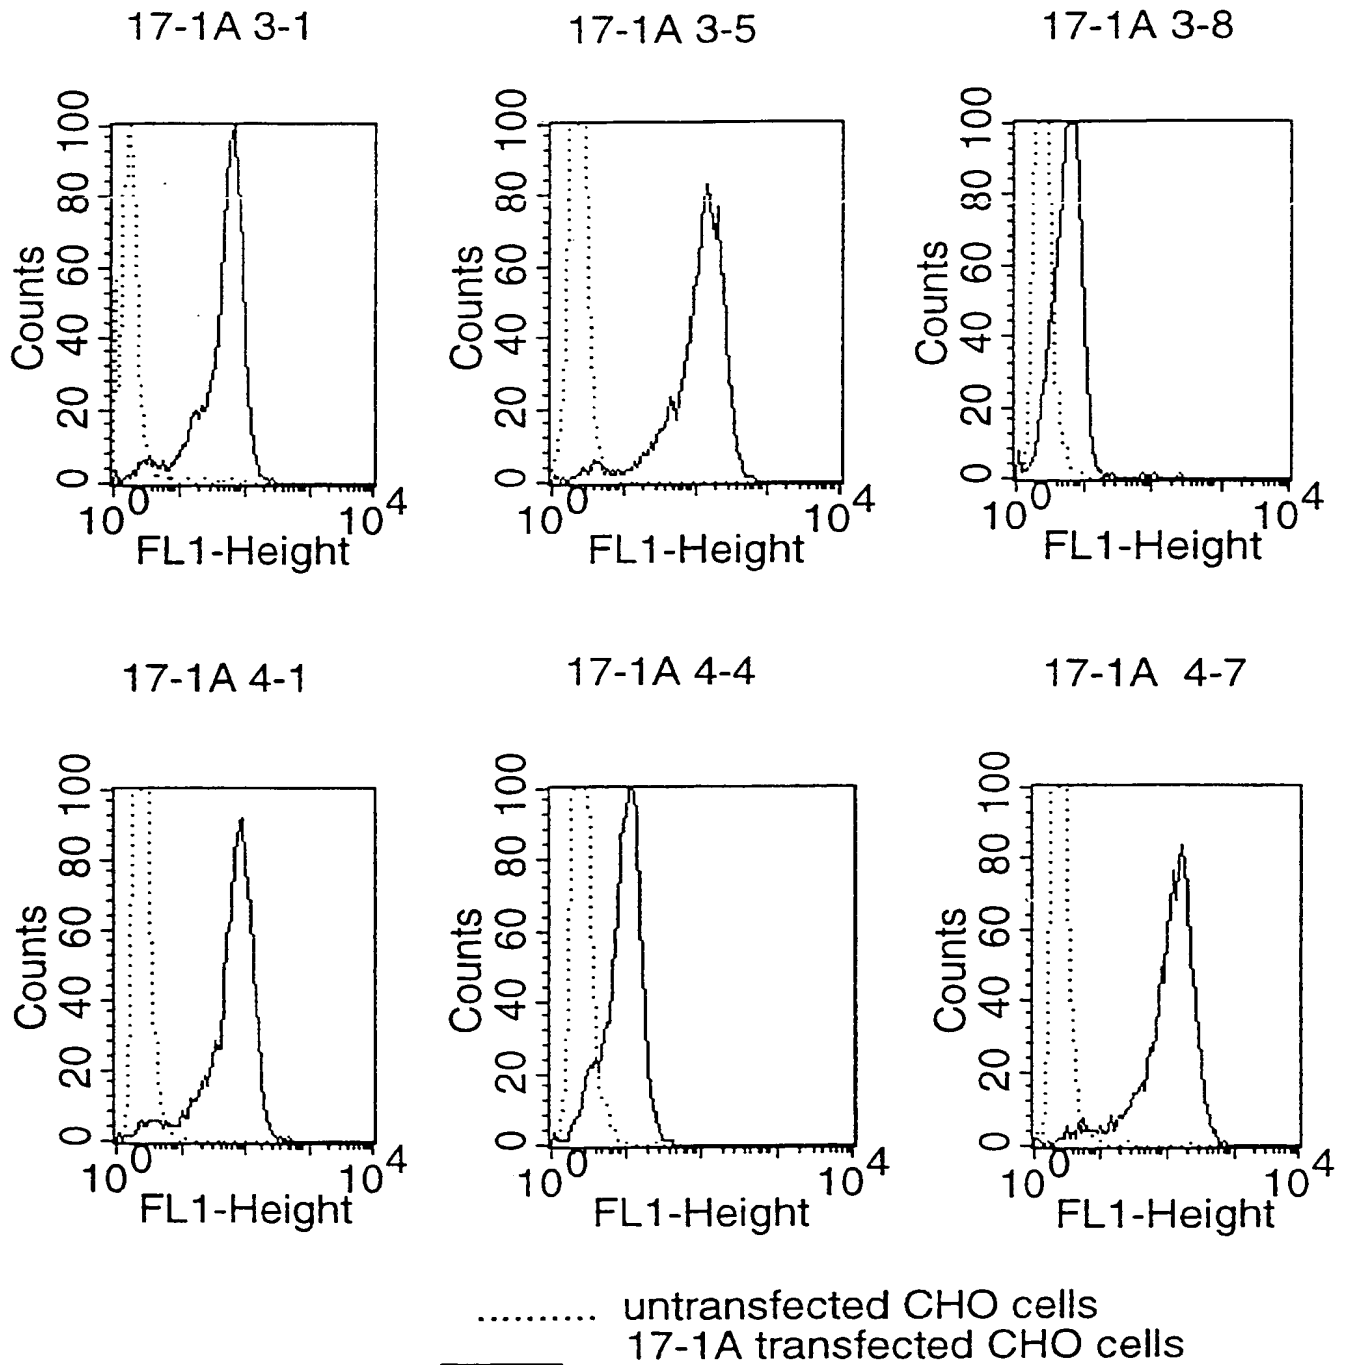 17-1A 3-1
17-1A 3-5
17-1A 3-8
Counts
0 20 40 60 80 100
10^0 10^4
FL1-Height
Counts
0 20 40 60 80 100
10^0 10^4
FL1-Height
Counts
0 20 40 60 80 100
10^0 10^4
FL1-Height
17-1A 4-1
17-1A 4-4
17-1A 4-7
Counts
0 20 40 60 80 100
10^0 10^4
FL1-Height
Counts
0 20 40 60 80 100
10^0 10^4
FL1-Height
Counts
0 20 40 60 80 100
10^0 10^4
FL1-Height
untransfected CHO cells
17-1A transfected CHO cells